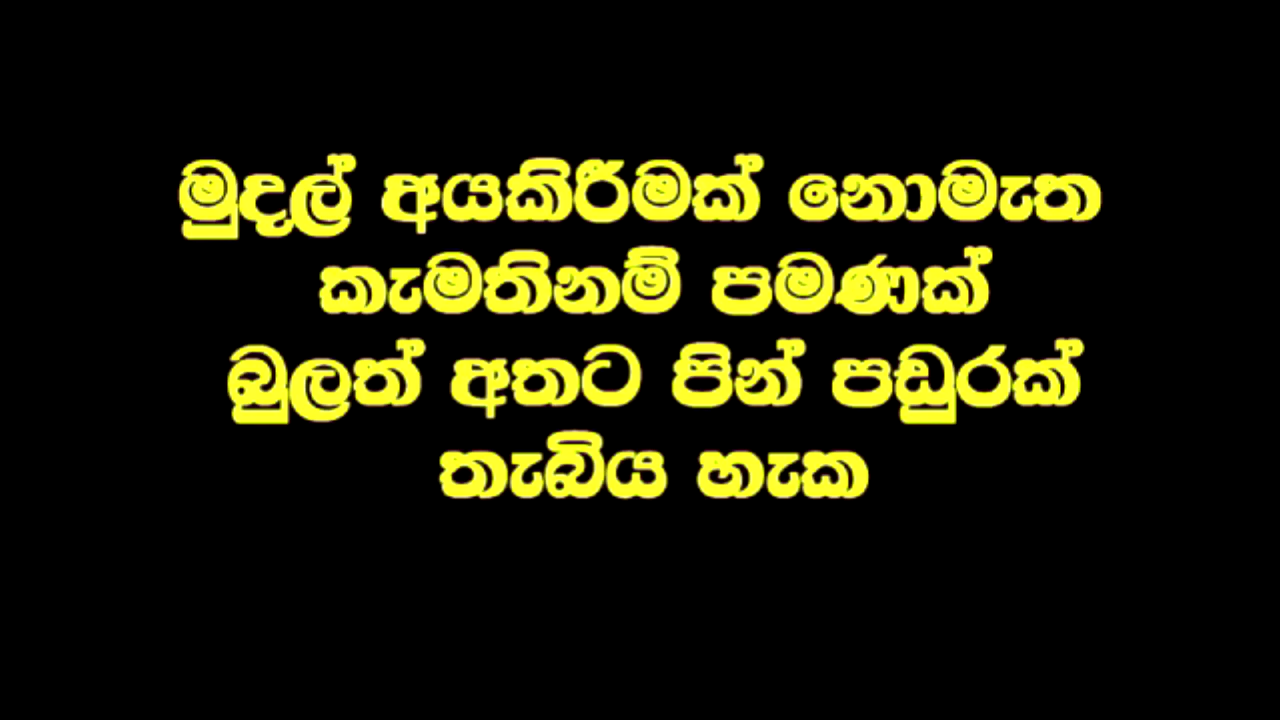 මුදල් අයකිරීමක් නොමැත
කැමතිනම් පමණක්
බුලත් අතට පින් පඩුරක්
තැබිය හැක